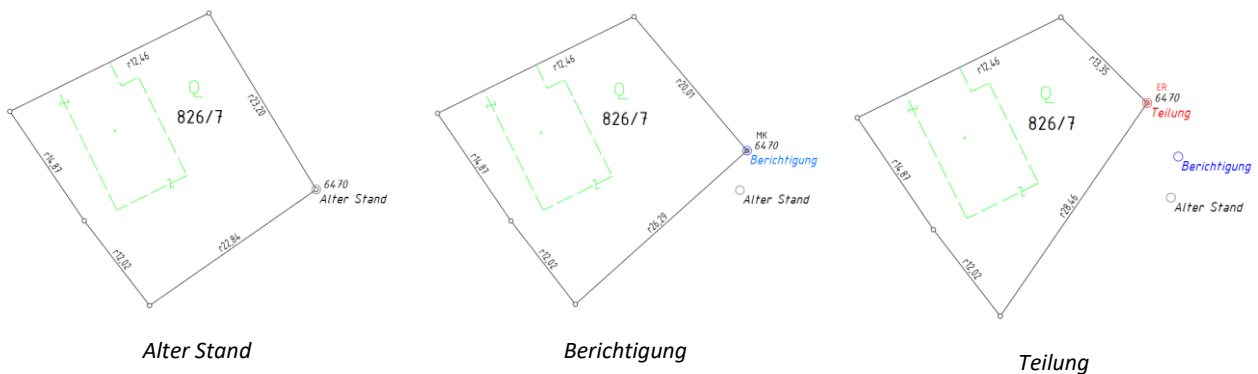 r12,46
Q
826/7
r23,20
r14,87
6470
Alter Stand
r12,02
r22,84
Alter Stand
r12,46
Q
826/7
r20,01
MK
6470
Berichtigung
r14,87
Alter Stand
r12,02
r26,29
Berichtigung
r12,46
Q
826/7
r13,35
ER
6470
Teilung
r14,87
Berichtigung
Alter Stand
r12,02
r28,46
Teilung